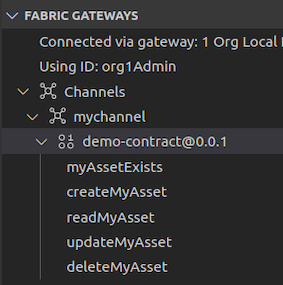 FABRIC GATEWAYS
Connected via gateway: 1 Org Local
Using ID: org1Admin
Channels
mychannel
demo-contract@0.0.1
myAssetExists
createMyAsset
readMyAsset
updateMyAsset
deleteMyAsset